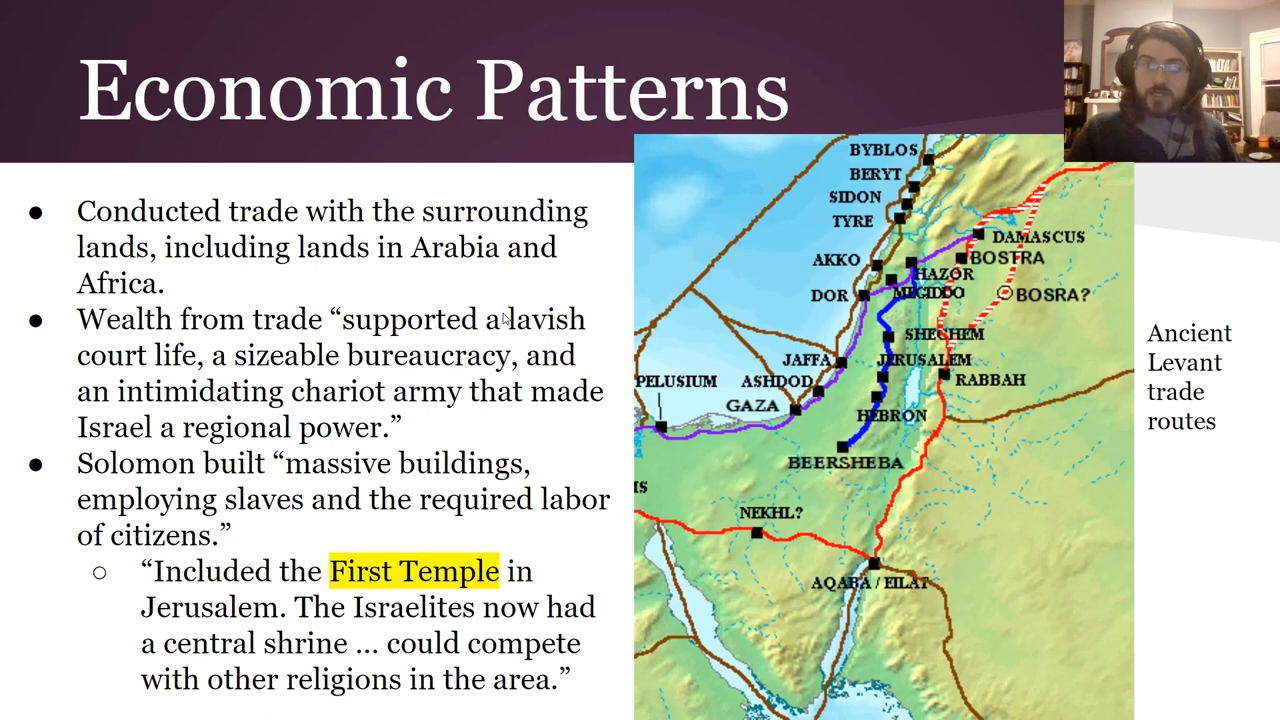 Economic Patterns
● Conducted trade with the surrounding
lands, including lands in Arabia and
Africa.
● Wealth from trade “supported a lavish
court life, a sizeable bureaucracy, and
an intimidating chariot army that made
Israel a regional power.”
● Solomon built “massive buildings,
employing slaves and the required labor
of citizens.”
○ “Included the First Temple in
Jerusalem. The Israelites now had
a central shrine ... could compete
with other religions in the area.”
BYBLOS
BERYT
SIDON
TYRE
DAMASCUS
AKKO
BOSTRA
HAZOR
DOR
MEGIDDO
BOSRA?
SHECHEM
JAFFA
JERUSALEM
PELUSIUM
ASHDOD
RABBAH
GAZA
HEBRON
BEERSHEBA
IS
NEKHL?
AQABA / EILAT
Ancient
Levant
trade
routes